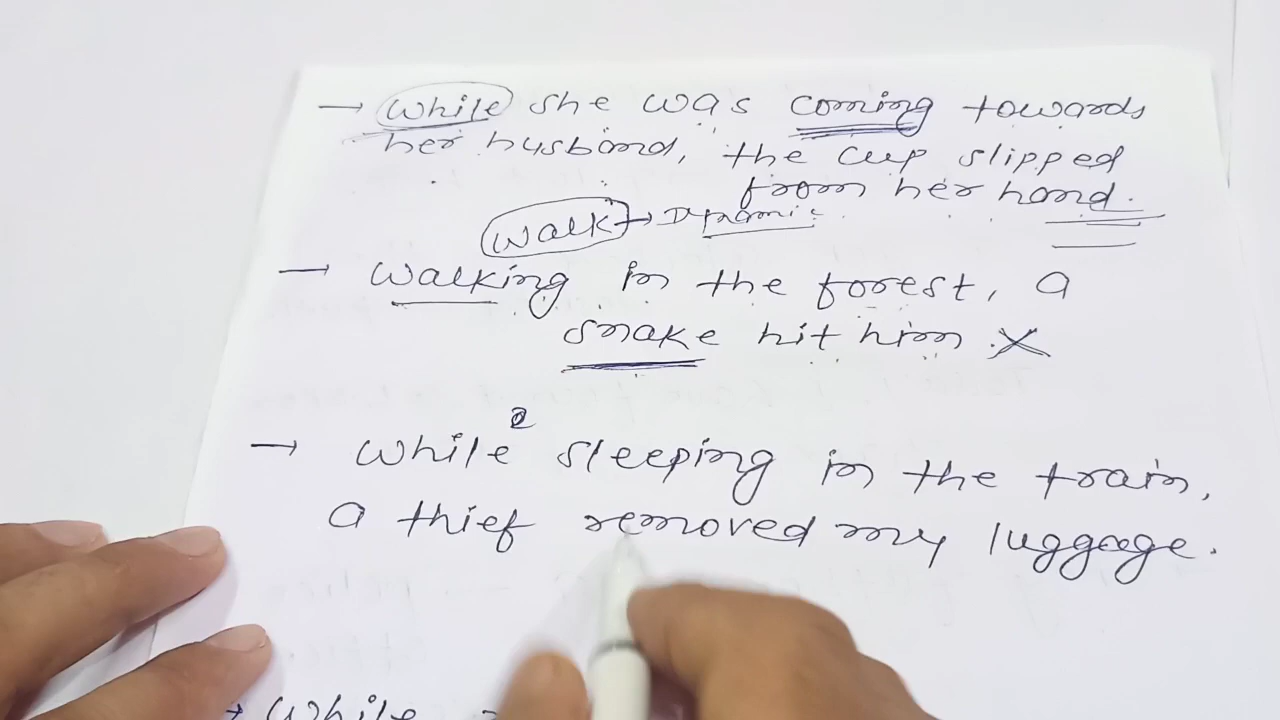 → While she was coming towards
her husband, the cup slipped
from her hand.
Walk → Dynamic
→ Walking in the forest, a
snake hit him. ×
→ While sleeping in the train,
a thief removed my luggage.
→ While